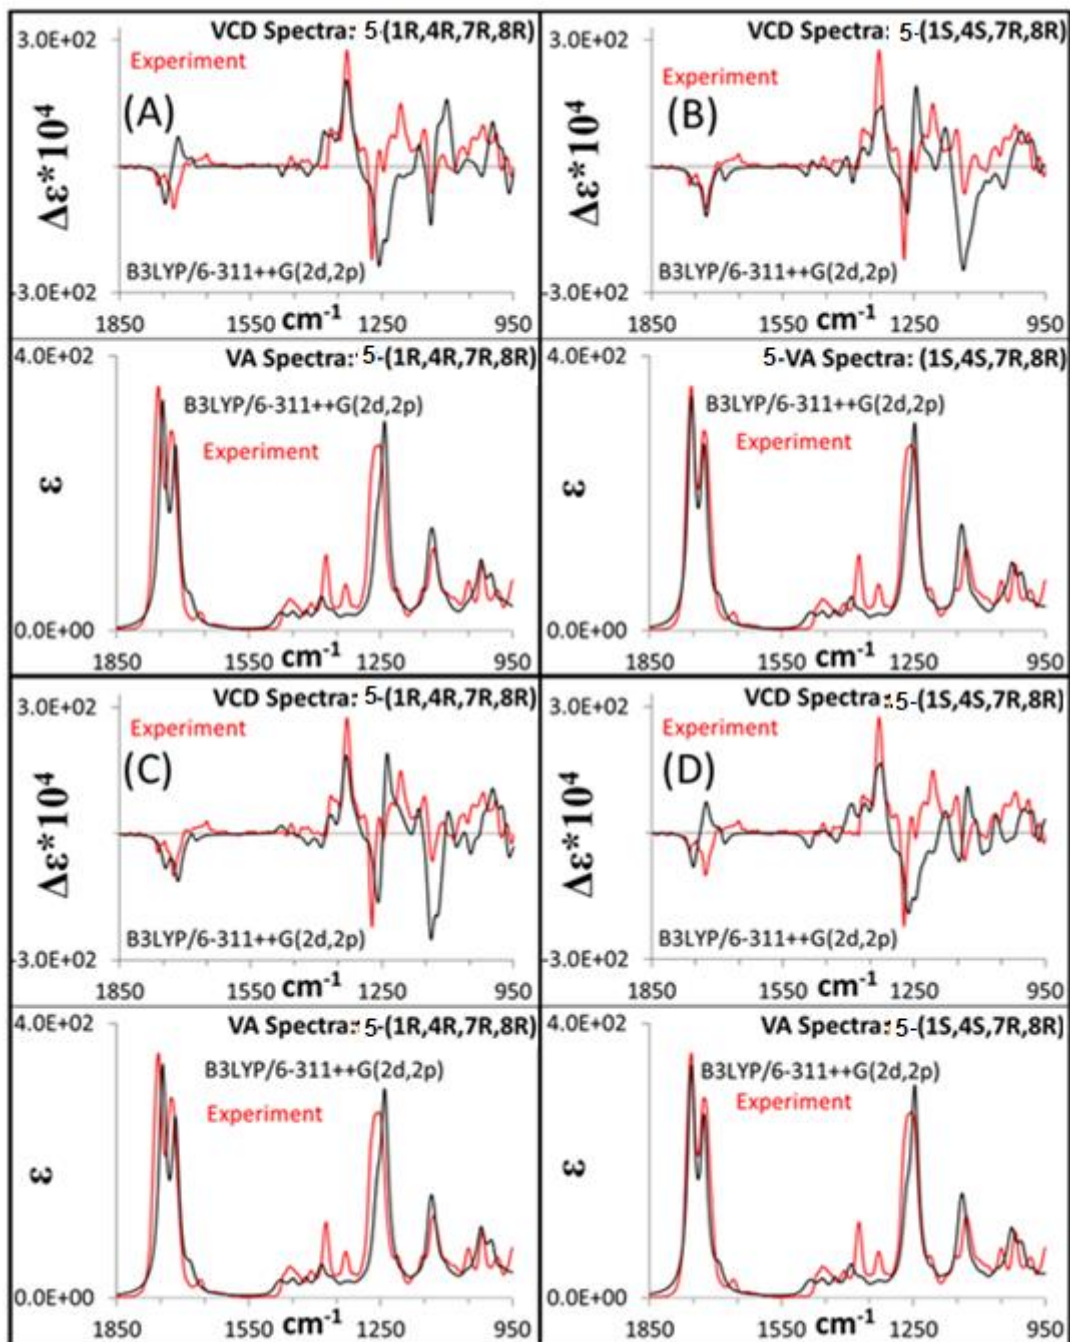 VCD Spectra: 5-(1R,4R,7R,8R)
3.0E+02
Experiment
(A)
Δε*10⁴
B3LYP/6-311++G(2d,2p)
-3.0E+02
1850 1550 cm-1 1250 950
VCD Spectra: 5-(1S,4S,7R,8R)
3.0E+02
Experiment
(B)
Δε*10⁴
B3LYP/6-311++G(2d,2p)
-3.0E+02
1850 1550 cm-1 1250 950
VA Spectra: 5-(1R,4R,7R,8R)
4.0E+02
B3LYP/6-311++G(2d,2p)
Experiment
ε
0.0E+00
1850 1550 cm-1 1250 950
5-VA Spectra: (1S,4S,7R,8R)
4.0E+02
B3LYP/6-311++G(2d,2p)
Experiment
ε
0.0E+00
1850 1550 cm-1 1250 950
VCD Spectra: 5-(1R,4R,7R,8R)
3.0E+02
Experiment
(C)
Δε*10⁴
B3LYP/6-311++G(2d,2p)
-3.0E+02
1850 1550 cm-1 1250 950
VCD Spectra: 5-(1S,4S,7R,8R)
3.0E+02
Experiment
(D)
Δε*10⁴
B3LYP/6-311++G(2d,2p)
-3.0E+02
1850 1550 cm-1 1250 950
VA Spectra: 5-(1R,4R,7R,8R)
4.0E+02
B3LYP/6-311++G(2d,2p)
Experiment
ε
0.0E+00
1850 1550 cm-1 1250 950
VA Spectra: 5-(1S,4S,7R,8R)
4.0E+02
B3LYP/6-311++G(2d,2p)
Experiment
ε
0.0E+00
1850 1550 cm-1 1250 950